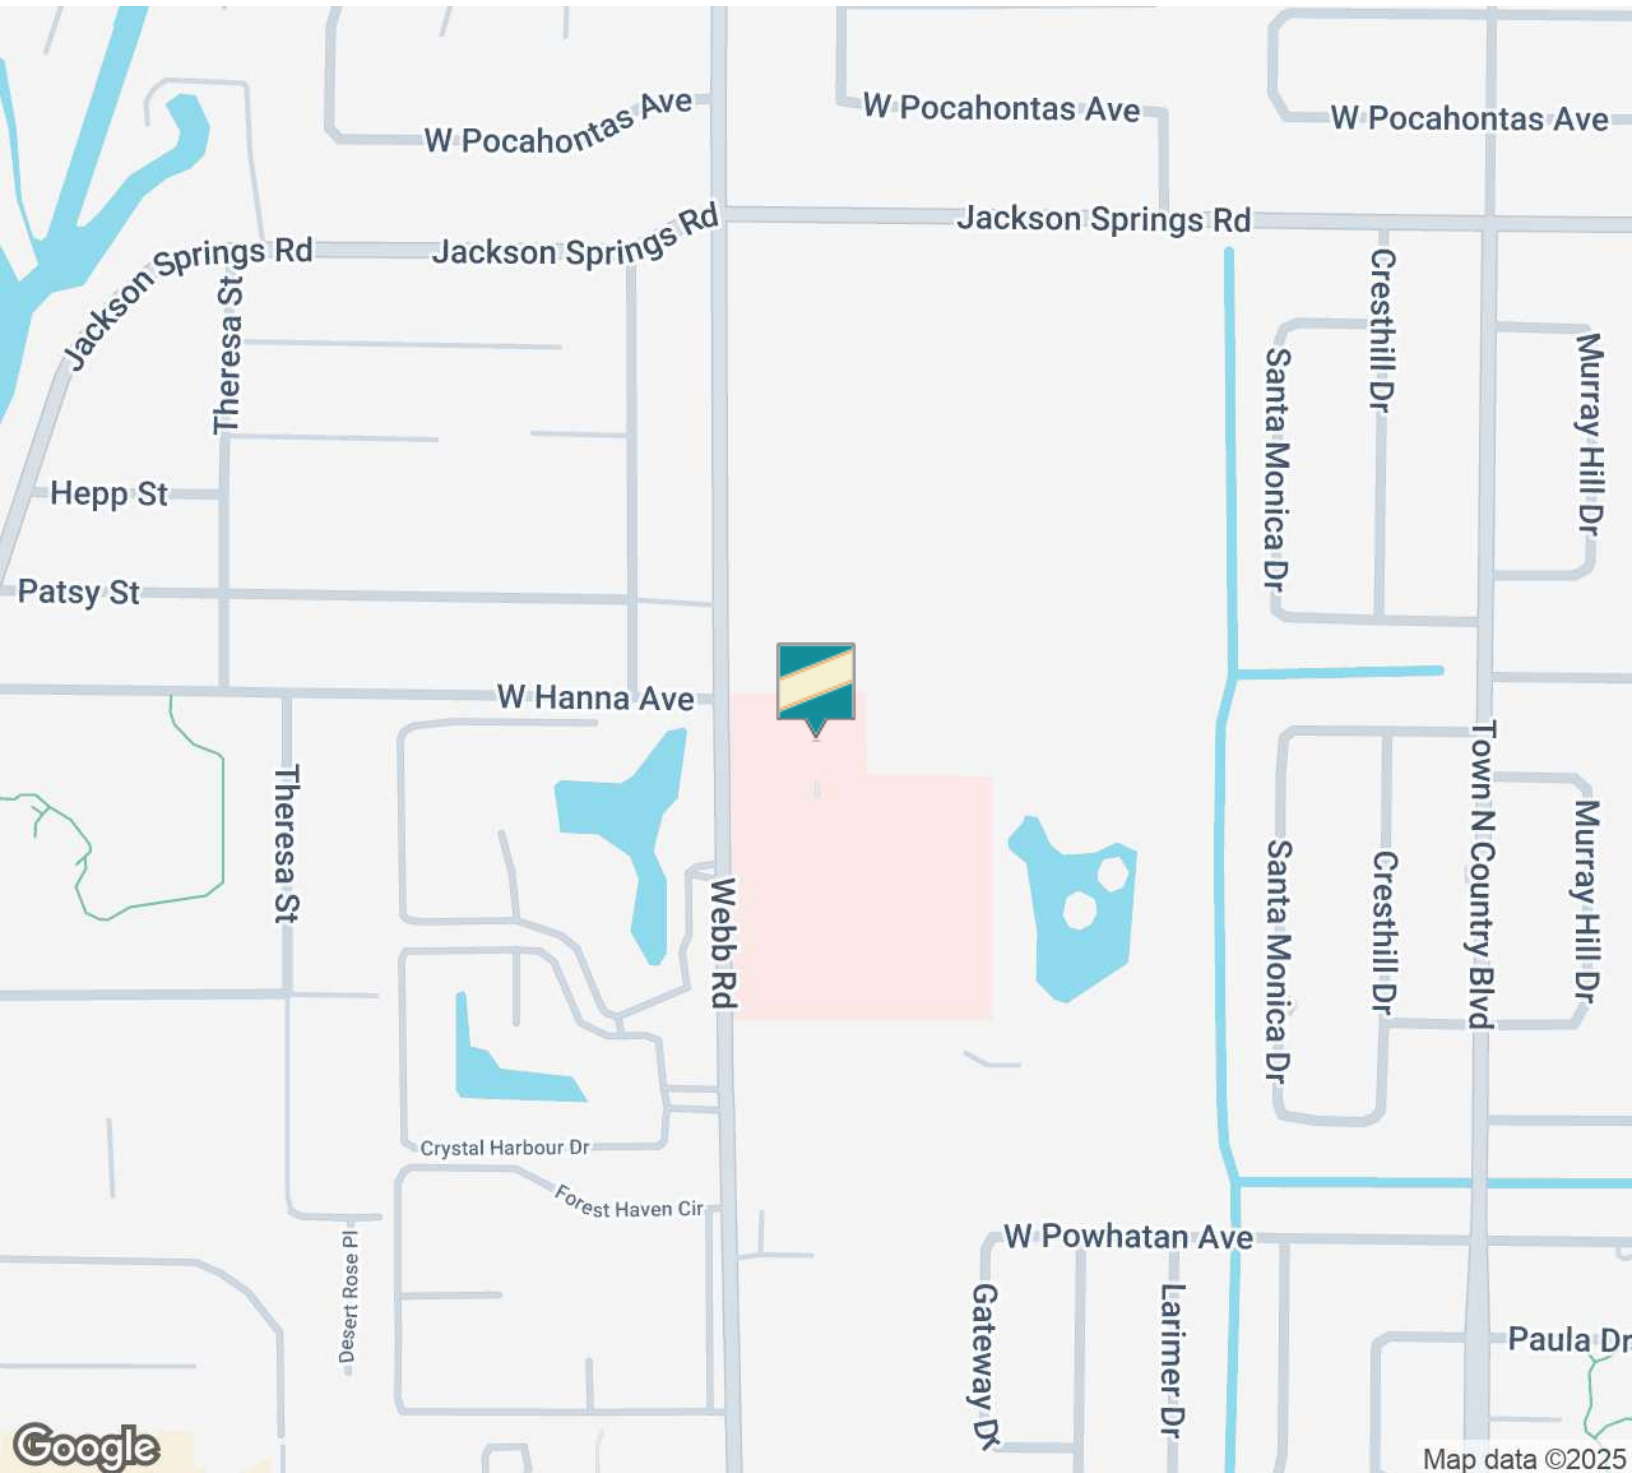 W Pocahontas Ave
W Pocahontas Ave
W Pocahontas Ave
Jackson Springs Rd
Jackson Springs Rd
Jackson Springs Rd
Theresa St
Cresthill Dr
Santa Monica Dr
Murray Hill Dr
Hepp St
Patsy St
W Hanna Ave
Theresa St
Webb Rd
Town N Country Blvd
Santa Monica Dr
Cresthill Dr
Murray Hill Dr
Crystal Harbour Dr
Forest Haven Cir
Desert Rose Pl
W Powhatan Ave
Gateway Dr
Larimer Dr
Paula Dr
Google
Map data ©2025